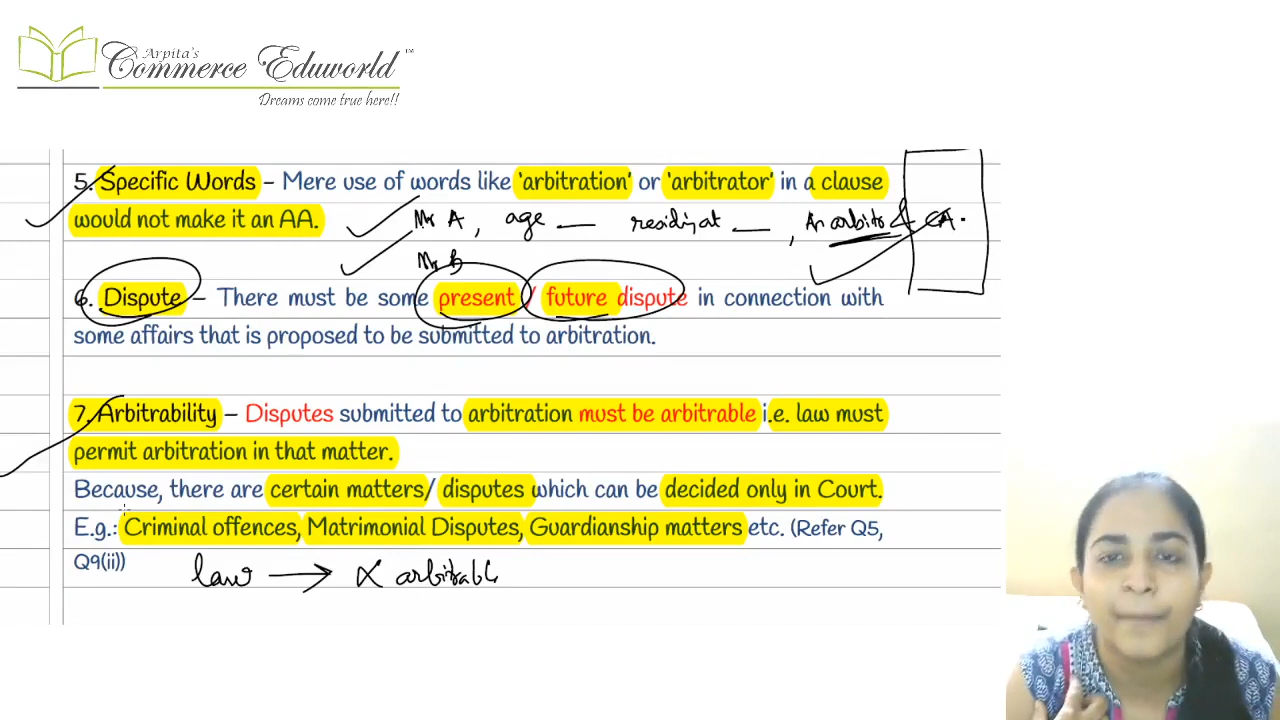 Arpita's
Commerce Eduworld™
Dreams come true here!!
5. Specific Words – Mere use of words like 'arbitration' or 'arbitrator' in a clause
would not make it an AA.
Mr A, age __ residing at __, An arbitr & CA.
Mr B
6. Dispute – There must be some present / future dispute in connection with
some affairs that is proposed to be submitted to arbitration.
7. Arbitrability – Disputes submitted to arbitration must be arbitrable i.e. law must
permit arbitration in that matter.
Because, there are certain matters/ disputes which can be decided only in Court.
E.g.: Criminal offences, Matrimonial Disputes, Guardianship matters etc. (Refer Q5,
Q9(ii))
law → X arbitrable